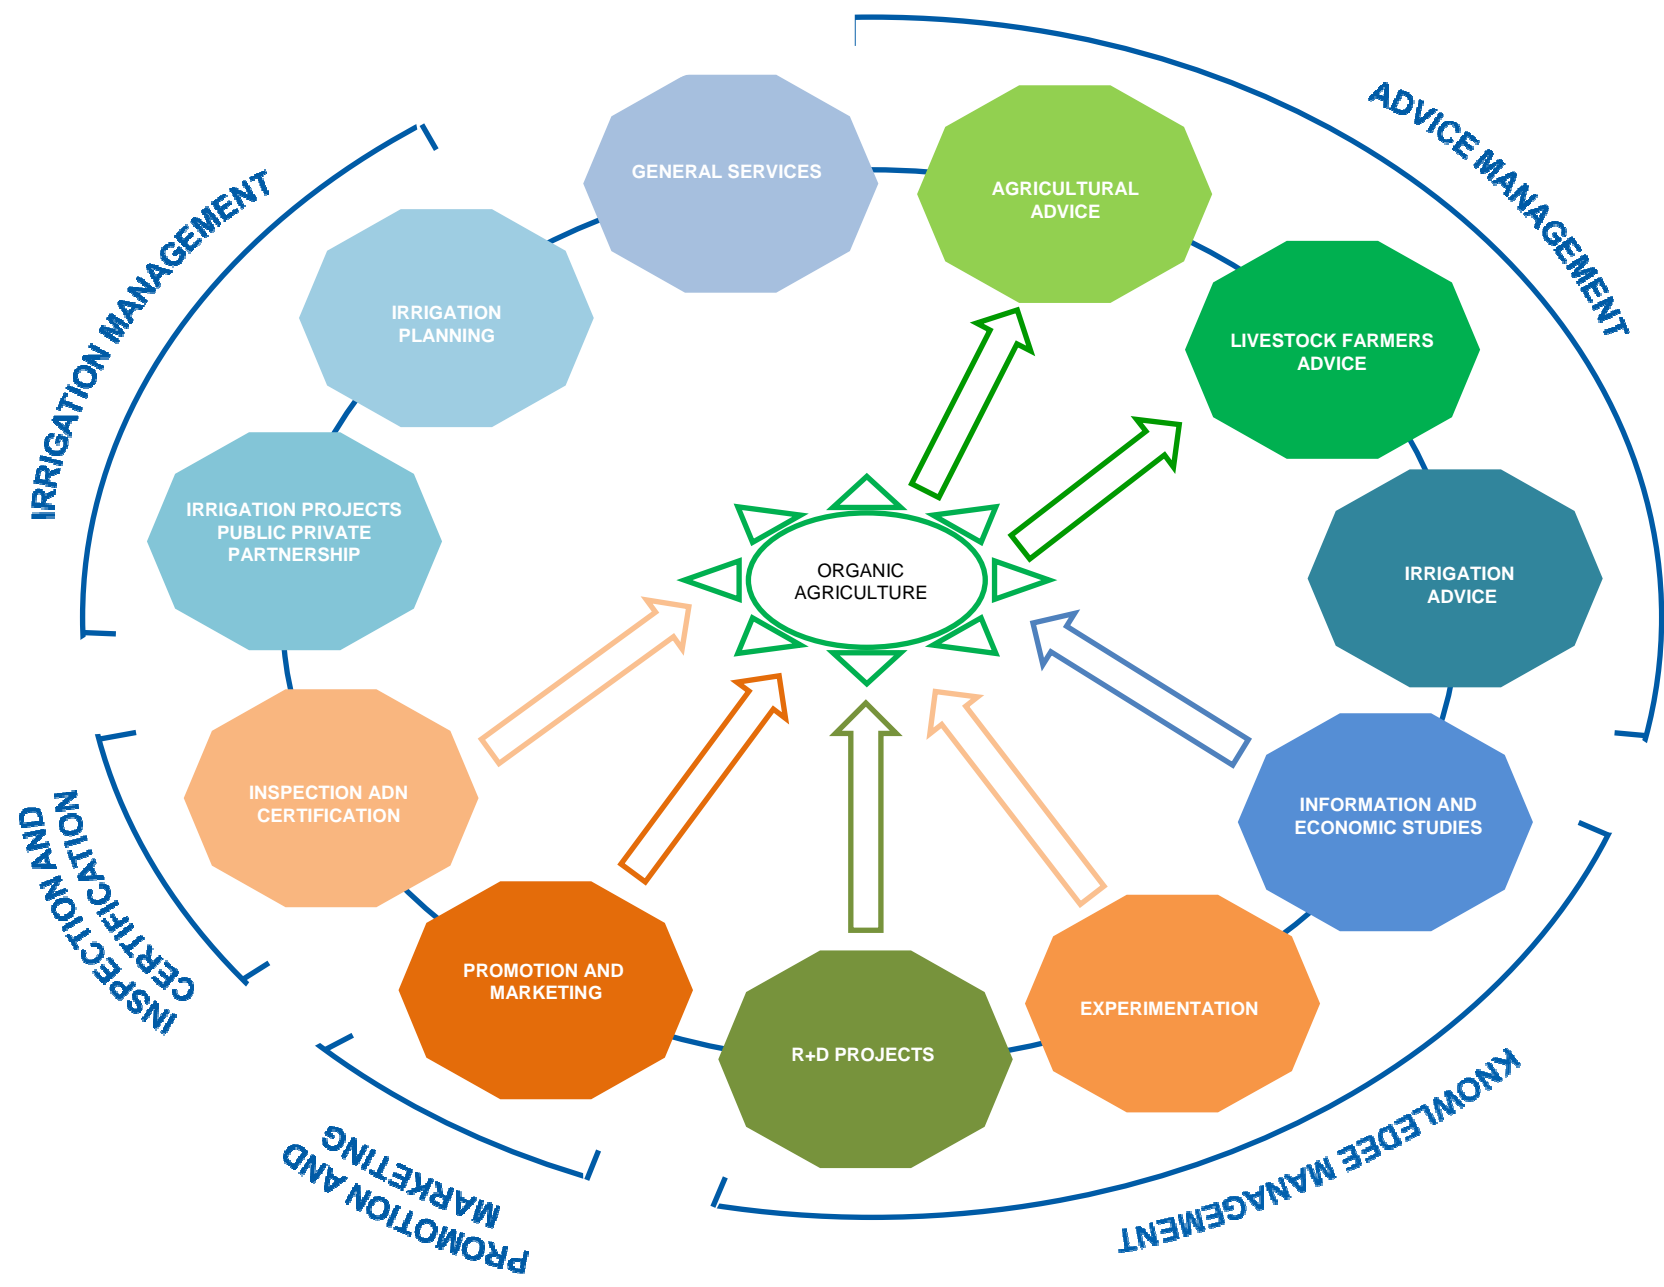 ADVICE MANAGEMENT
GENERAL SERVICES
AGRICULTURAL
ADVICE
IRRIGATION MANAGEMENT
IRRIGATION
PLANNING
LIVESTOCK FARMERS
ADVICE
IRRIGATION PROJECTS
PUBLIC PRIVATE
PARTNERSHIP
ORGANIC
AGRICULTURE
IRRIGATION
ADVICE
INSPECTION ADN
CERTIFICATION
INFORMATION AND
ECONOMIC STUDIES
INSPECTION AND
CERTIFICATION
PROMOTION AND
MARKETING
R+D PROJECTS
EXPERIMENTATION
PROMOTION AND
MARKETING
KNOWLEDEE MANAGEMENT